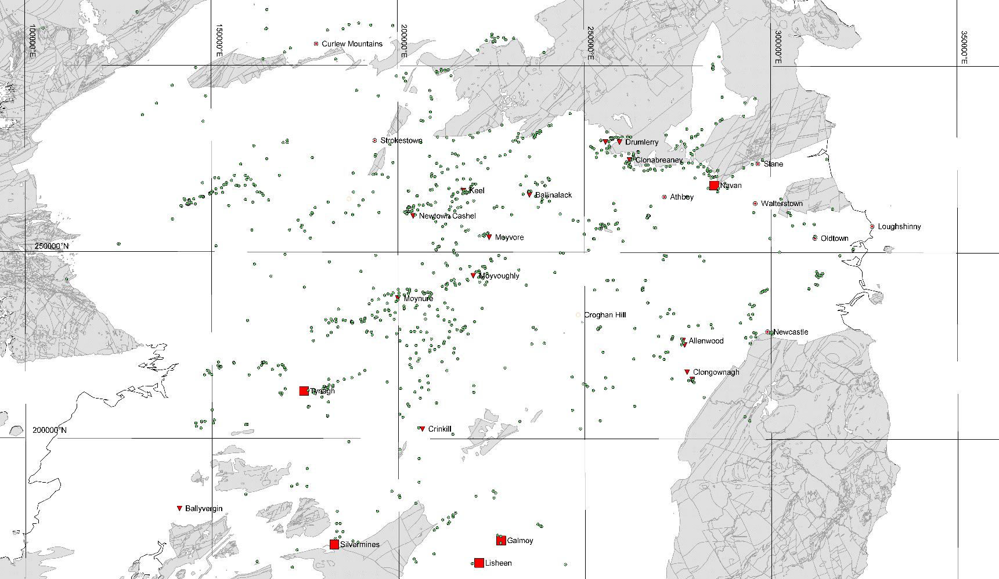 100000°E
150000°E
200000°E
250000°E
300000°E
350000°E
Curlew Mountains
Strokestown
Drumlerry
Clonabreaney
Slane
Navan
Keel
Ballinalack
Athboy
Walterstown
Newtown Cashel
Loughshinny
Moyvore
Oldtown
250000°N
Moyvoughly
Moynure
Croghan Hill
Newcastle
Allenwood
Clongownagh
Tynagh
200000°N
Crinkill
Ballyvergin
Silvermines
Galmoy
Lisheen